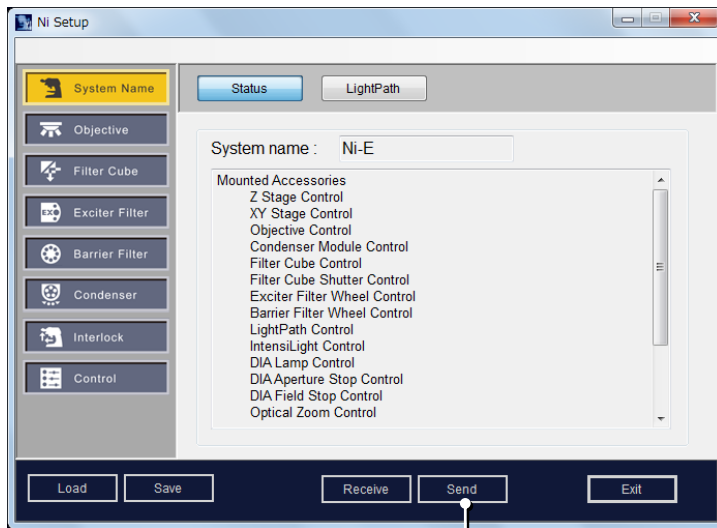 Ni Setup
System Name
Objective
Filter Cube
EXC
Exciter Filter
Barrier Filter
Condenser
Interlock
Control
Status
LightPath
System name :
Ni-E
Mounted Accessories
Z Stage Control
XY Stage Control
Objective Control
Condenser Module Control
Filter Cube Control
Filter Cube Shutter Control
Exciter Filter Wheel Control
Barrier Filter Wheel Control
LightPath Control
IntensiLight Control
DIA Lamp Control
DIA Aperture Stop Control
DIA Field Stop Control
Optical Zoom Control
Load
Save
Receive
Send
Exit